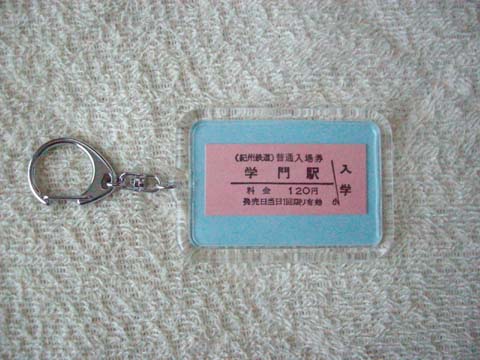 (紀州鉄道)普通入場券
学門駅
料金 120円
発売日当日1回限り有効
入学